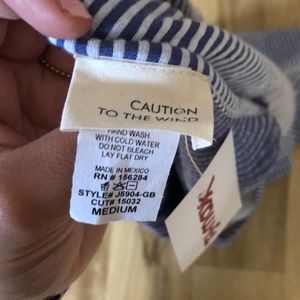 CAUTION
TO THE WIND
HAND WASH
WITH COLD WATER
DO NOT BLEACH
LAY FLAT DRY
MADE IN MEXICO
RN # 156284
STYLE# J5904-GB
CUT# 15032
MEDIUM